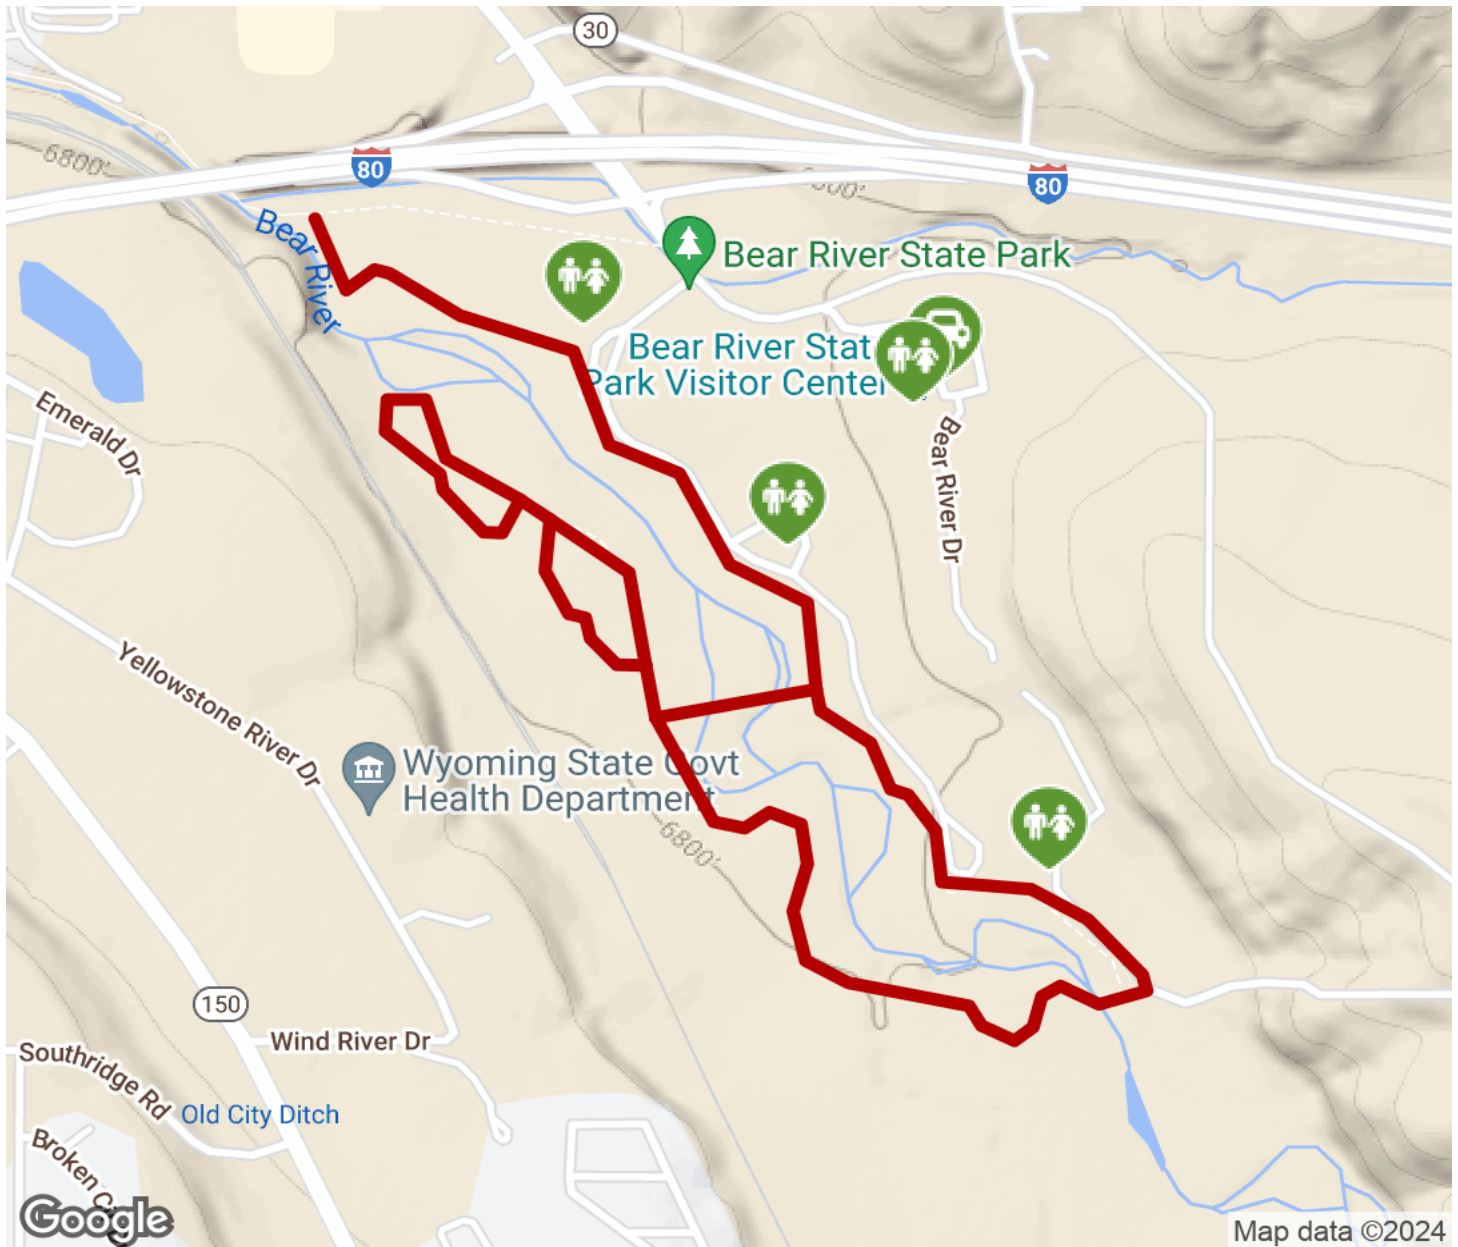 30
6800'
80
80
Bear River
Bear River State Park
Bear River Stat
Park Visitor Center
Emerald Dr
Bear River Dr
Yellowstone River Dr
Wyoming State Govt
Health Department
6800'
150
Wind River Dr
Southridge Rd
Old City Ditch
Google
Map data ©2024